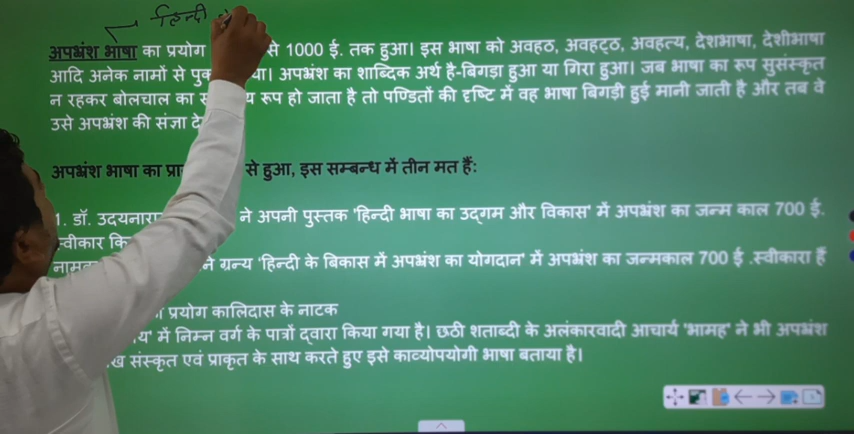 हिन्दी
अपभ्रंश भाषा का प्रयोग से 1000 ई. तक हुआ। इस भाषा को अवहठ, अवहट्ठ, अवहत्य, देशभाषा, देशीभाषा
आदि अनेक नामों से या। अपभ्रंश का शाब्दिक अर्थ है-बिगड़ा हुआ या गिरा हुआ। जब भाषा का रूप सुसंस्कृत
न रहकर बोलचाल का रूप हो जाता है तो पण्डितों की दृष्टि में वह भाषा बिगड़ी हुई मानी जाती है और तब वे
उसे अपभ्रंश की संज्ञा
अपभ्रंश भाषा का से हुआ, इस सम्बन्ध में तीन मत हैं:
1. डॉ. ने अपनी पुस्तक 'हिन्दी भाषा का उद्गम और विकास' में अपभ्रंश का जन्म काल 700 ई.
ने ग्रन्य 'हिन्दी के बिकास में अपभ्रंश का योगदान' में अपभ्रंश का जन्मकाल 700 ई .स्वीकारा हैं
प्रयोग कालिदास के नाटक
में निम्न वर्ग के पात्रों द्वारा किया गया है। छठी शताब्दी के अलंकारवादी आचार्य 'भामह' ने भी अपभ्रंश
संस्कृत एवं प्राकृत के साथ करते हुए इसे काव्योपयोगी भाषा बताया है।